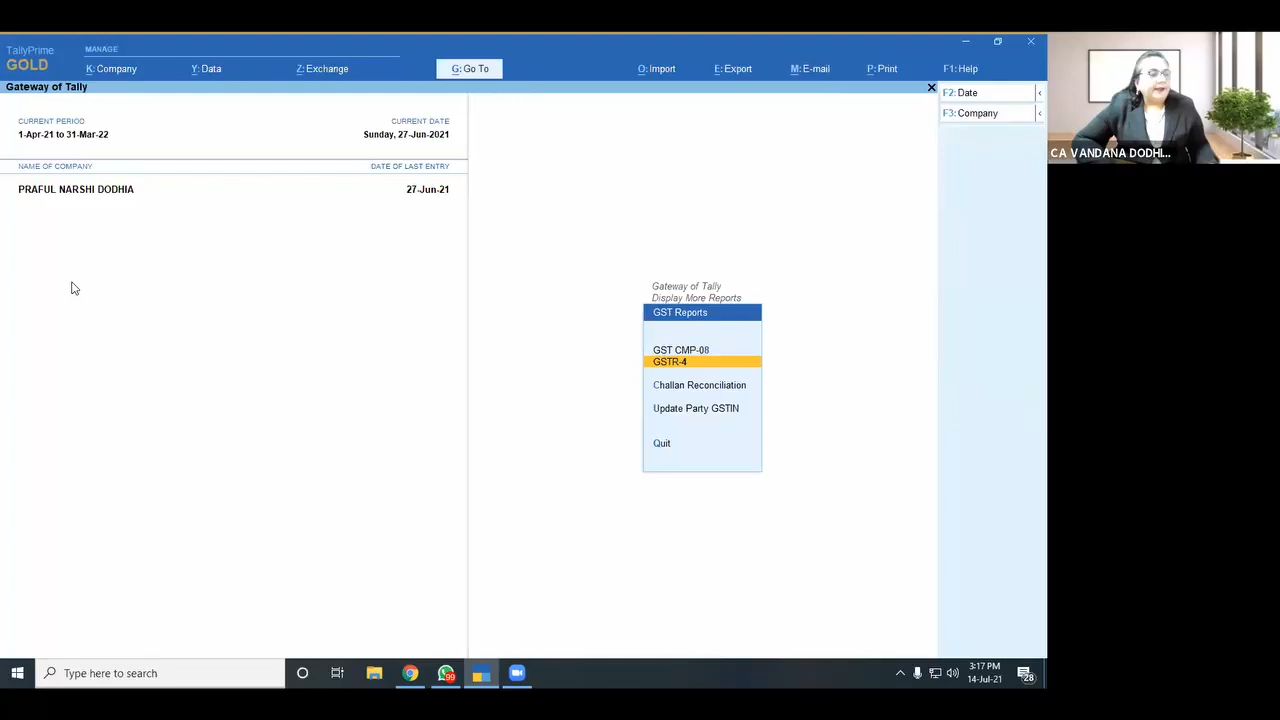 TallyPrime
GOLD
MANAGE
K: Company
Y: Data
Z: Exchange
G: Go To
O: Import
E: Export
M: E-mail
P: Print
F1: Help
Gateway of Tally
F2: Date
F3: Company
CURRENT PERIOD
CURRENT DATE
1-Apr-21 to 31-Mar-22
Sunday, 27-Jun-2021
NAME OF COMPANY
DATE OF LAST ENTRY
PRAFUL NARSHI DODHIA
27-Jun-21
Gateway of Tally
Display More Reports
GST Reports
GST CMP-08
GSTR-4
Challan Reconciliation
Update Party GSTIN
Quit
CA VANDANA DODHI...
Type here to search
99
3:17 PM
14-Jul-21
28